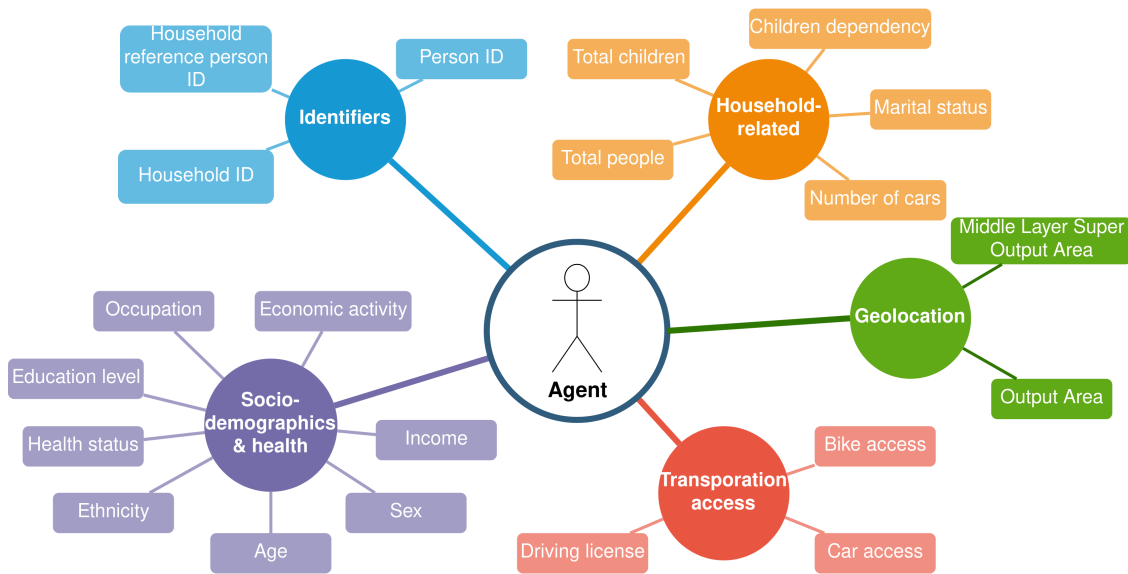 Household
reference person
ID
Person ID
Identifiers
Household ID
Children dependency
Total children
Household-
related
Marital status
Total people
Number of cars
Middle Layer Super
Output Area
Geolocation
Output Area
Agent
Occupation
Economic activity
Education level
Socio-
demographics
& health
Health status
Income
Ethnicity
Sex
Age
Transporation
access
Bike access
Driving license
Car access